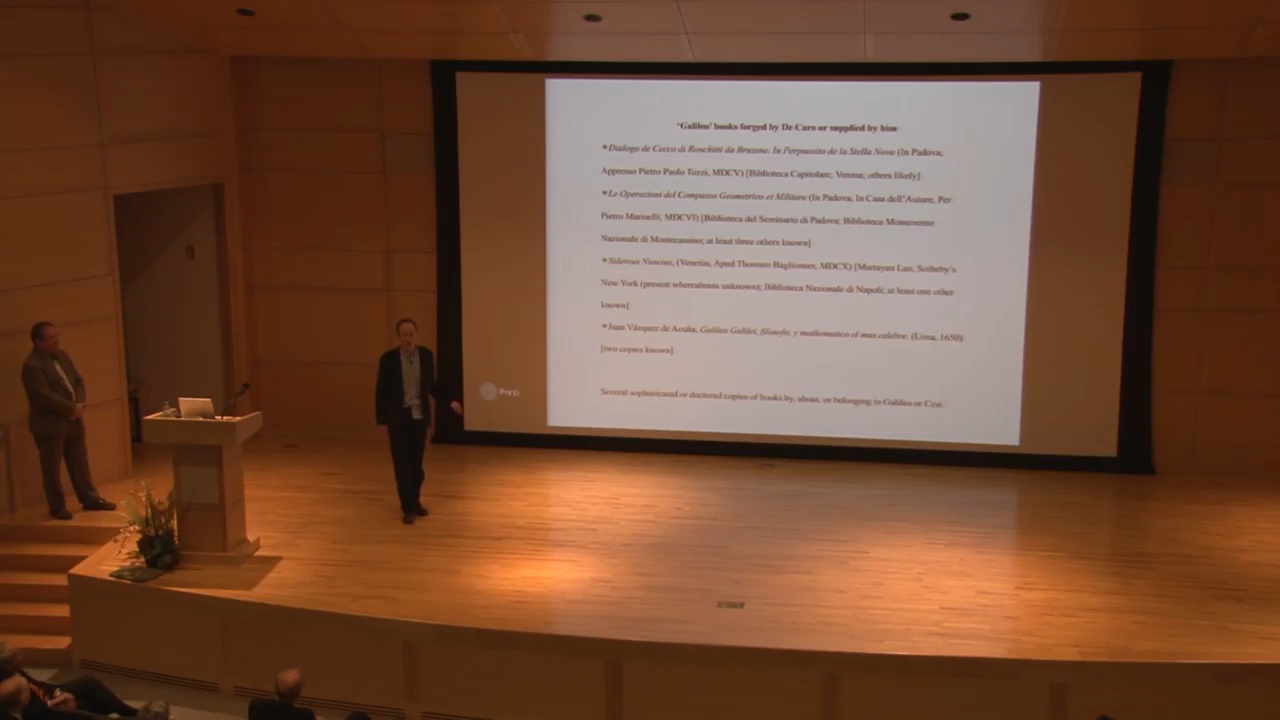 ‘Galileo’ books forged by De Caro or supplied by him
*Dialogo de Cecco di Ronchitti da Bruzene. In Perpuosito de la Stella Nova (In Padova,
Appresso Pietro Paolo Tozzi, MDCV) [Biblioteca Capitolare, Verona; others likely]
*Le Operazioni del Compasso Geometrico et Militare (In Padova, In Casa dell'Autore, Per
Pietro Marinelli, MDCVI) [Biblioteca del Seminario di Padova; Biblioteca Monumento
Nazionale di Montecassino; at least three others known]
*Sidereus Nuncius, (Venetiis, Apud Thomam Baglionum, MDCX) [Martayan Lan; Sotheby's
New York (present whereabouts unknown); Biblioteca Nazionale di Napoli; at least one other
known]
*Juan Vázquez de Acuña, Galileo Galilei, filosofo, y mathematico el mas celebre. (Lima, 1650)
[two copies known]
Several sophisticated or doctored copies of books by, about, or belonging to Galileo or Cesi.
Prezi